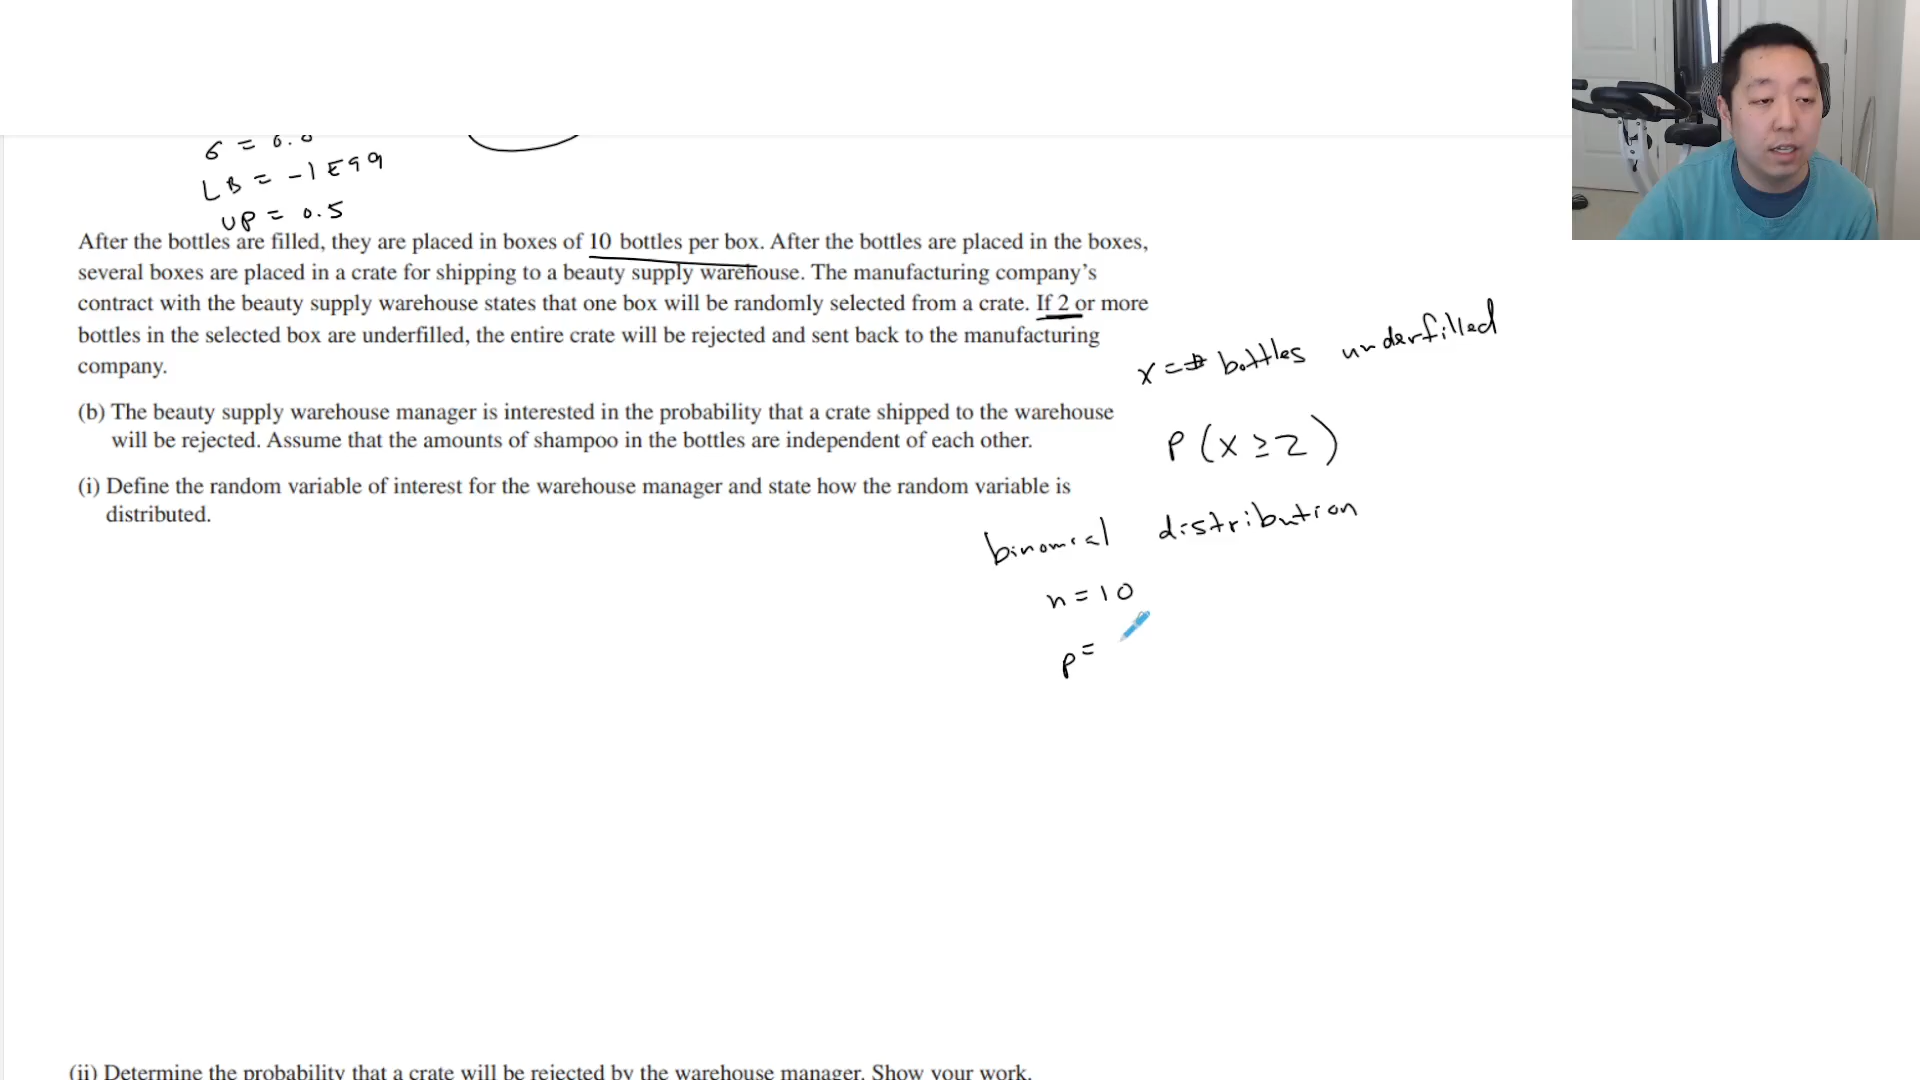 LB = -1E99
UP = 0.5
After the bottles are filled, they are placed in boxes of 10 bottles per box. After the bottles are placed in the boxes,
several boxes are placed in a crate for shipping to a beauty supply warehouse. The manufacturing company's
contract with the beauty supply warehouse states that one box will be randomly selected from a crate. If 2 or more
bottles in the selected box are underfilled, the entire crate will be rejected and sent back to the manufacturing
company.
x = # bottles underfilled
(b) The beauty supply warehouse manager is interested in the probability that a crate shipped to the warehouse
will be rejected. Assume that the amounts of shampoo in the bottles are independent of each other.
P(x ≥ 2)
(i) Define the random variable of interest for the warehouse manager and state how the random variable is
distributed.
binomial distribution
n = 10
p =
(ii) Determine the probability that a crate will be rejected by the warehouse manager. Show your work.